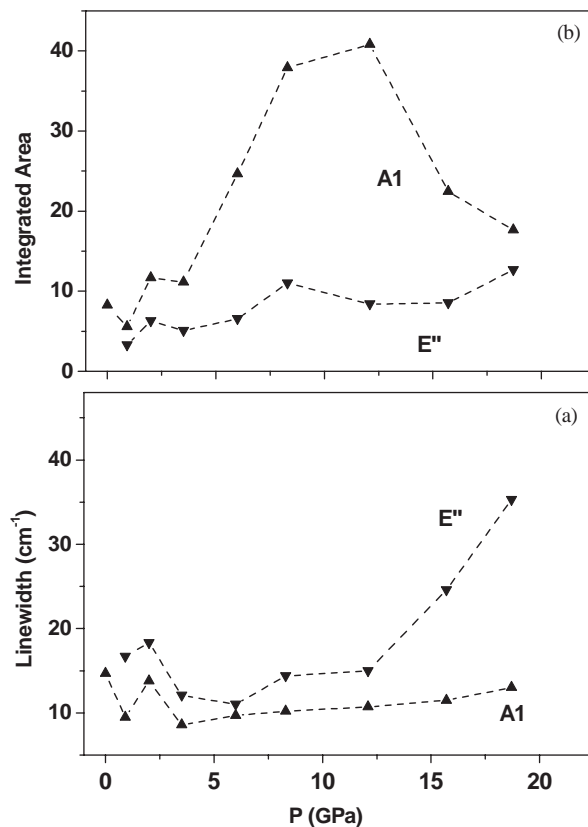 (b)
40
30
20
10
0
Integrated Area
A1
E"
(a)
40
30
20
10
Linewidth (cm⁻¹)
E"
A1
0 5 10 15 20
P (GPa)